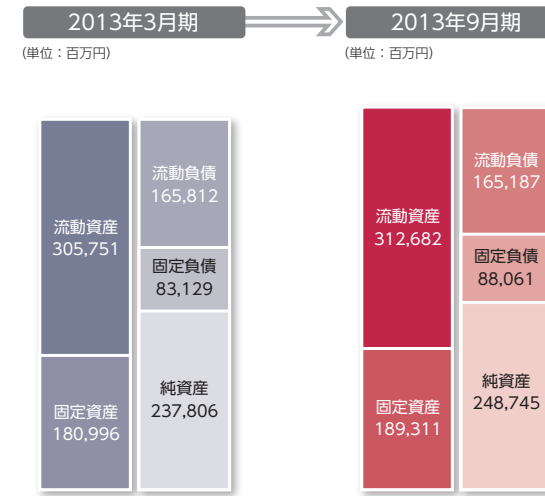 2013年3月期
(単位：百万円)
流動資産
305,751
固定資産
180,996
流動負債
165,812
固定負債
83,129
純資産
237,806
2013年9月期
(単位：百万円)
流動資産
312,682
固定資産
189,311
流動負債
165,187
固定負債
88,061
純資産
248,745